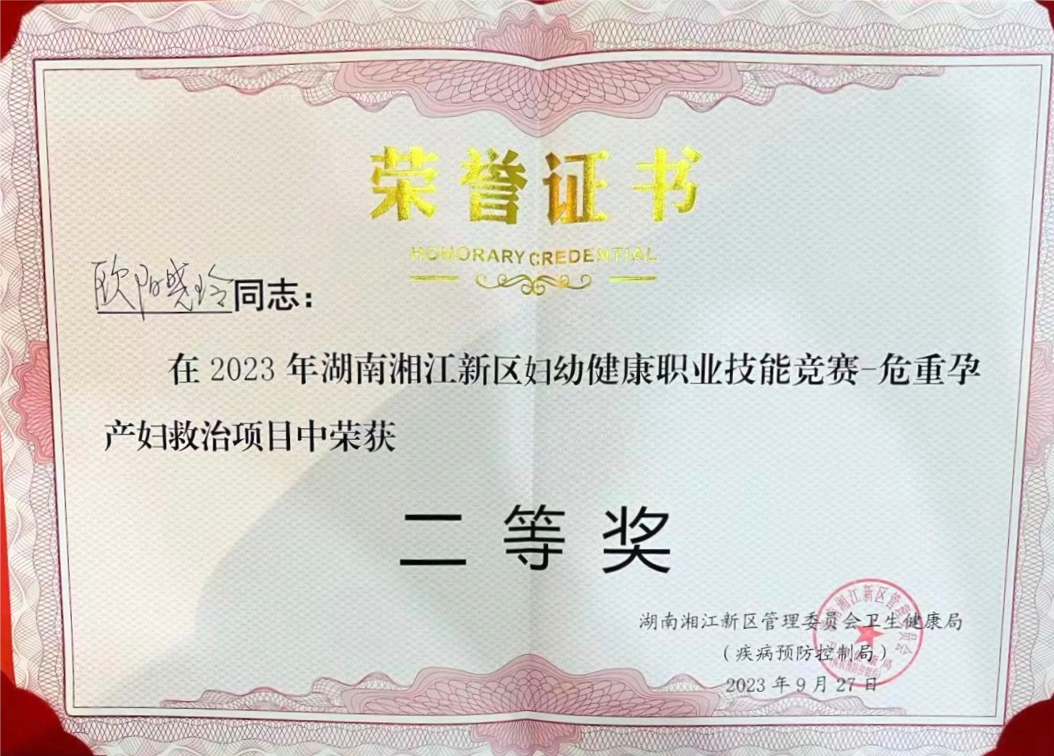 荣誉证书
HONORARY CREDENTIAL
欧阳晓玲同志：
在 2023 年湖南湘江新区妇幼健康职业技能竞赛-危重孕
产妇救治项目中荣获
二等奖
湖南湘江新区管理委员会卫生健康局
（疾病预防控制局）
2023 年 9 月 27 日